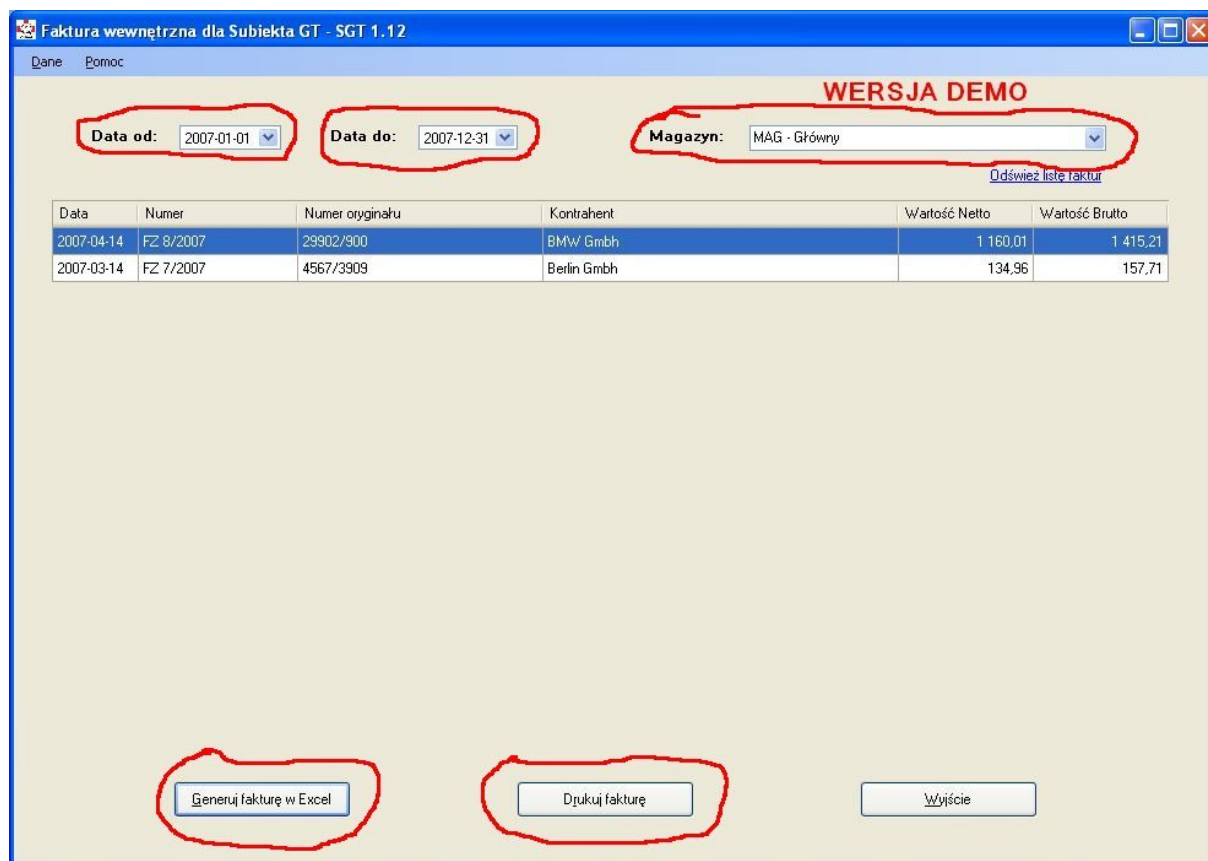 Faktura wewnętrzna dla Subiekta GT - SGT 1.12
Dane Pomoc
WERSJA DEMO
Data od: 2007-01-01 Data do: 2007-12-31 Magazyn: MAG - Główny
Odśwież listę faktur
Data Numer Numer oryginału Kontrahent Wartość Netto Wartość Brutto
2007-04-14 FZ 8/2007 29902/900 BMW Gmbh 1 160,01 1 415,21
2007-03-14 FZ 7/2007 4567/3909 Berlin Gmbh 134,96 157,71
Generuj fakturę w Excel Drukuj fakturę Wyjście